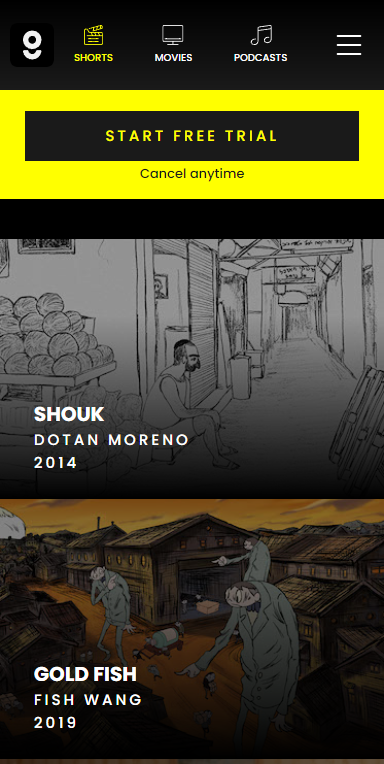 SHORTS
MOVIES
PODCASTS
START FREE TRIAL
Cancel anytime
SHOUK
DOTAN MORENO
2014
GOLD FISH
FISH WANG
2019